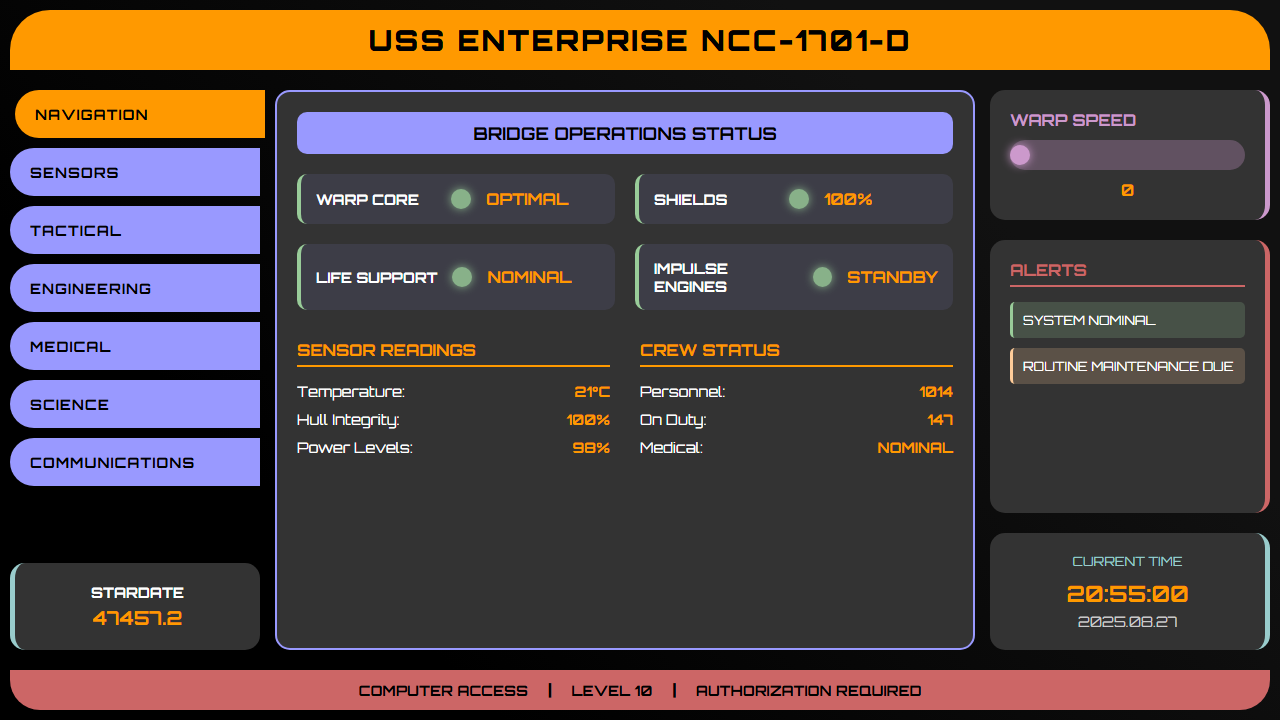 USS ENTERPRISE NCC-1701-D
NAVIGATION
SENSORS
TACTICAL
ENGINEERING
MEDICAL
SCIENCE
COMMUNICATIONS
STARDATE
47457.2
BRIDGE OPERATIONS STATUS
WARP CORE OPTIMAL
SHIELDS 100%
LIFE SUPPORT NOMINAL
IMPULSE
ENGINES STANDBY
SENSOR READINGS
Temperature: 21°C
Hull Integrity: 100%
Power Levels: 98%
CREW STATUS
Personnel: 1014
On Duty: 147
Medical: NOMINAL
WARP SPEED
0
ALERTS
SYSTEM NOMINAL
ROUTINE MAINTENANCE DUE
CURRENT TIME
20:55:00
2025.08.27
COMPUTER ACCESS | LEVEL 10 | AUTHORIZATION REQUIRED